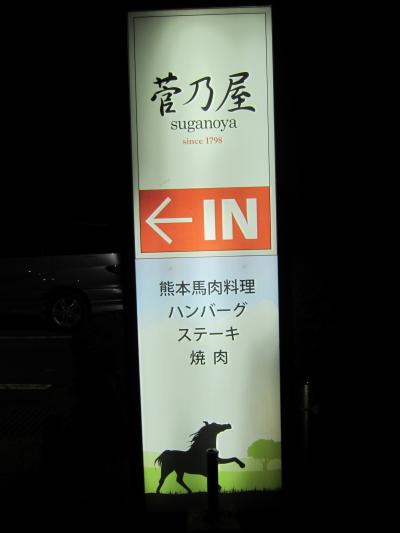 菅乃屋
suganoya
since 1798
←IN
熊本馬肉料理
ハンバーグ
ステーキ
焼肉